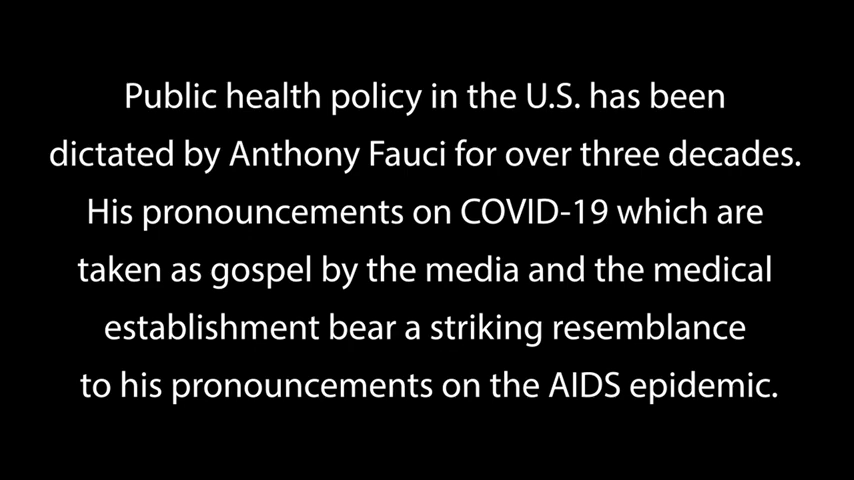 Public health policy in the U.S. has been
dictated by Anthony Fauci for over three decades.
His pronouncements on COVID-19 which are
taken as gospel by the media and the medical
establishment bear a striking resemblance
to his pronouncements on the AIDS epidemic.